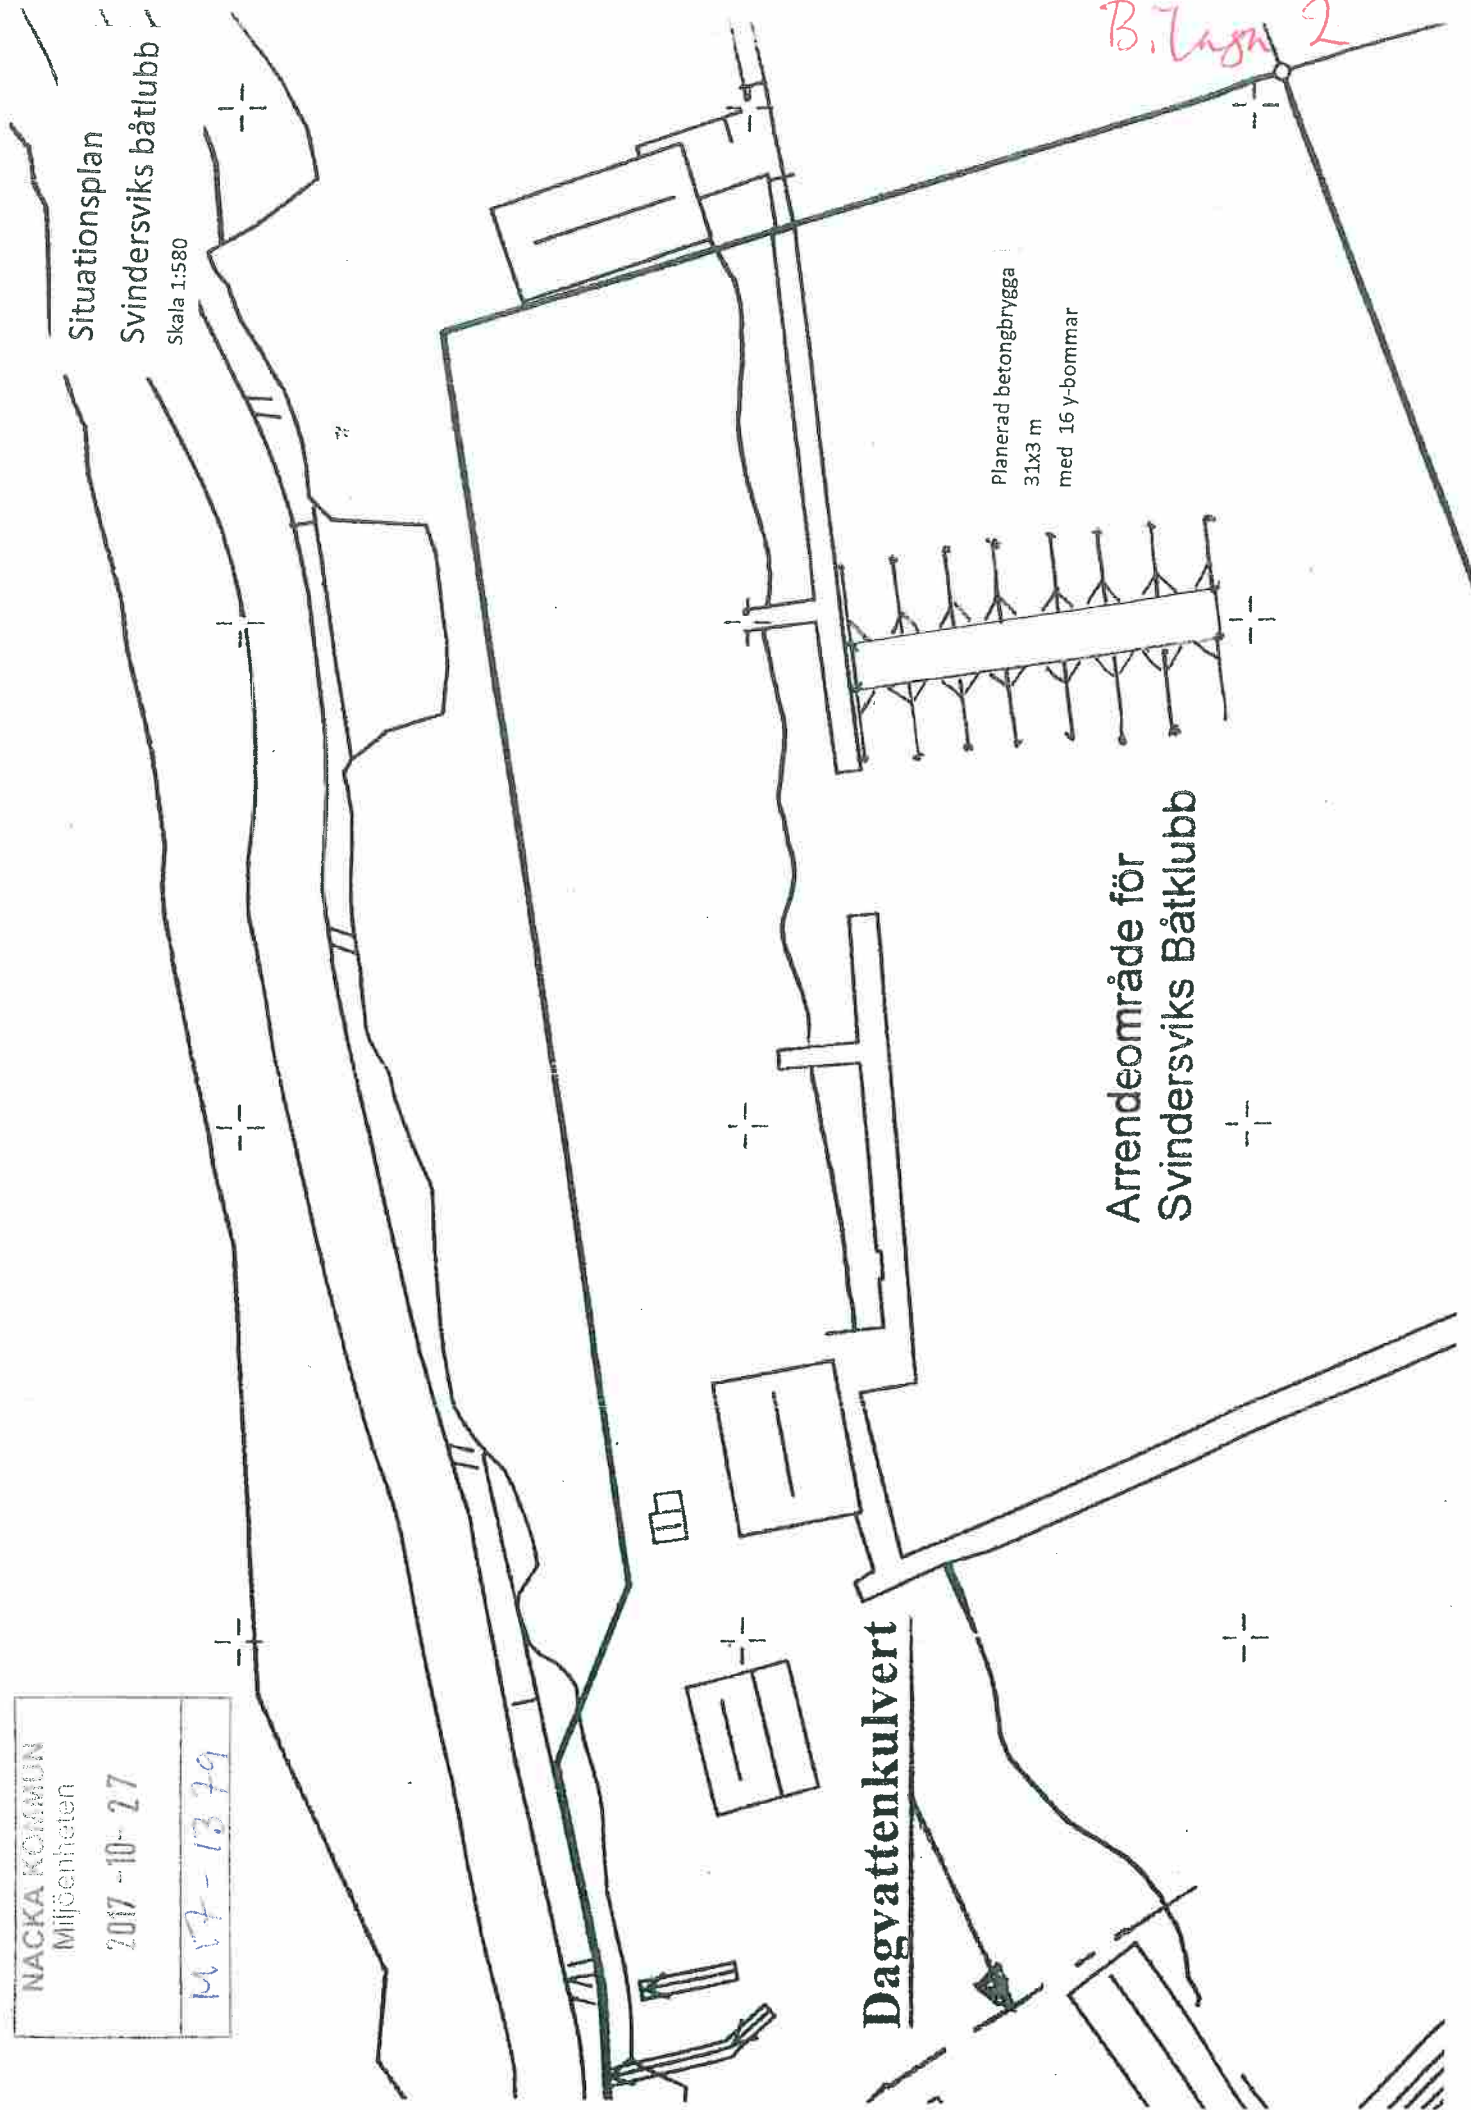 Bilaga 2
Situationsplan
Svindersviks båtlubb
Skala 1:580
Planerad betongbrygga
31x3 m
med 16 y-bommar
Arrendeområde för
Svindersviks Båtklubb
Dagvattenkulvert
NACKA KOMMUN
Miljöenheten
2017 -10- 27
M17-1379